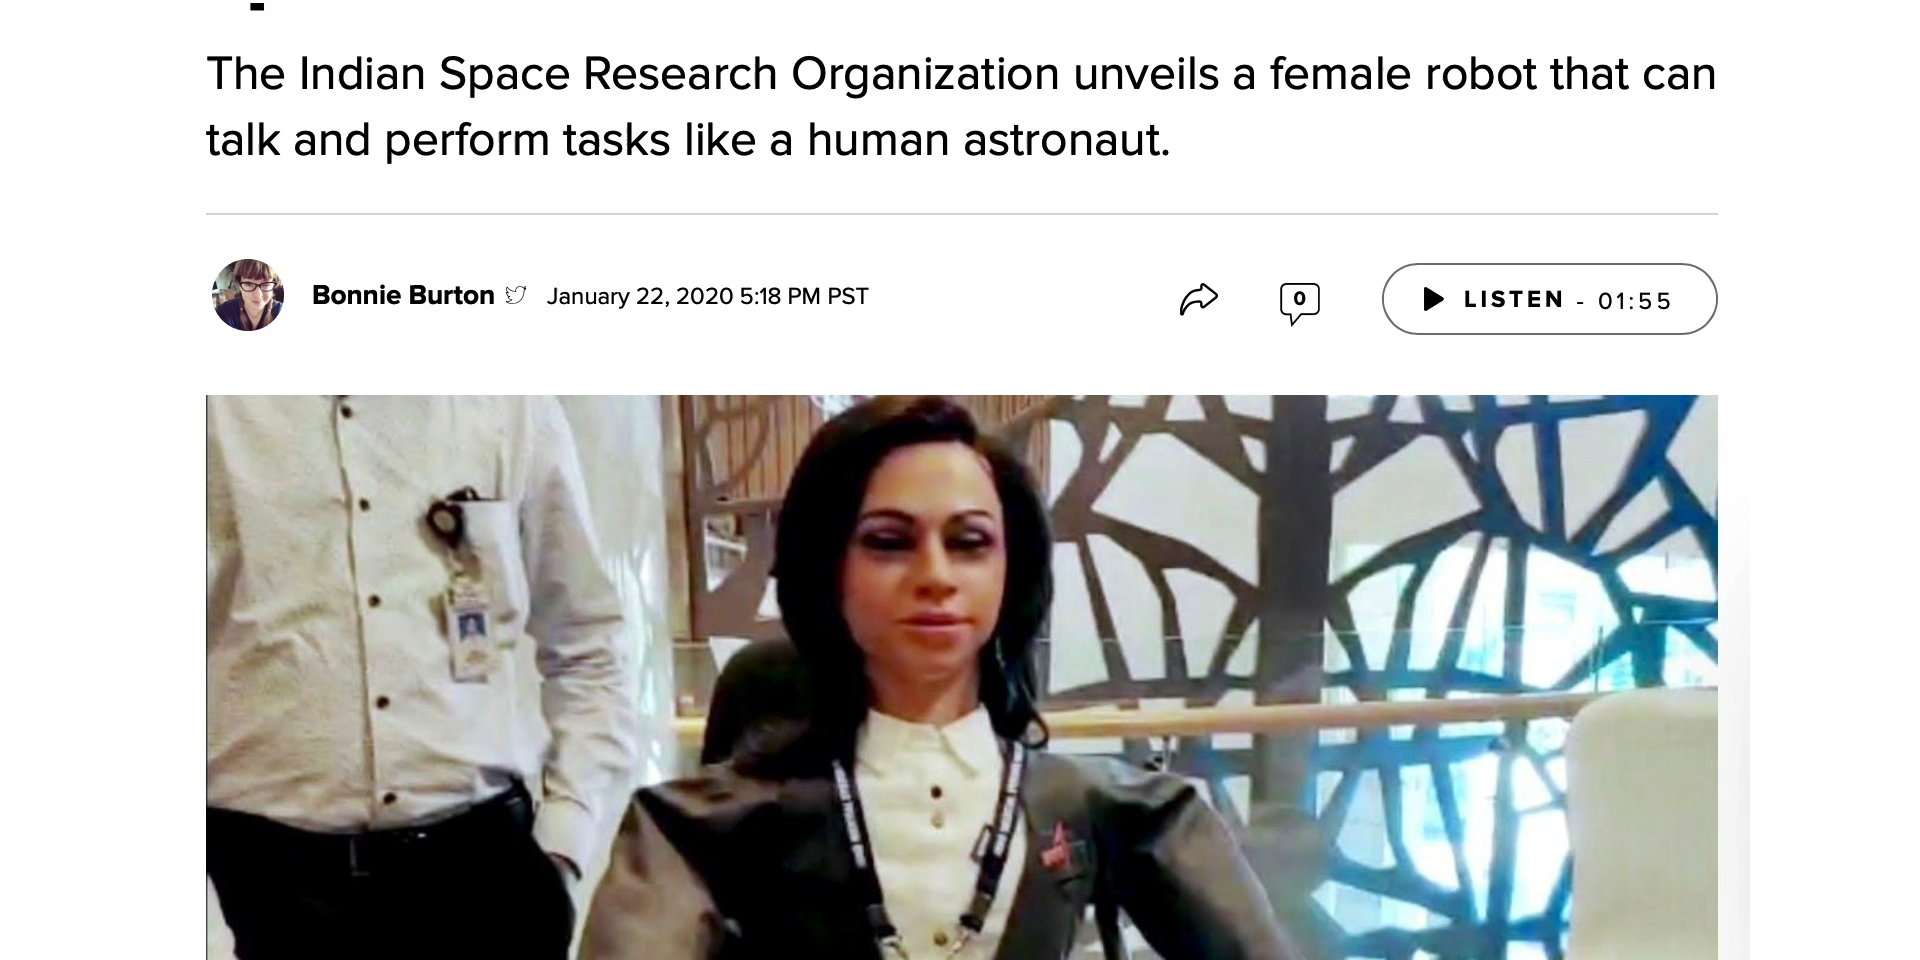 The Indian Space Research Organization unveils a female robot that can
talk and perform tasks like a human astronaut.
Bonnie Burton January 22, 2020 5:18 PM PST 0 LISTEN - 01:55